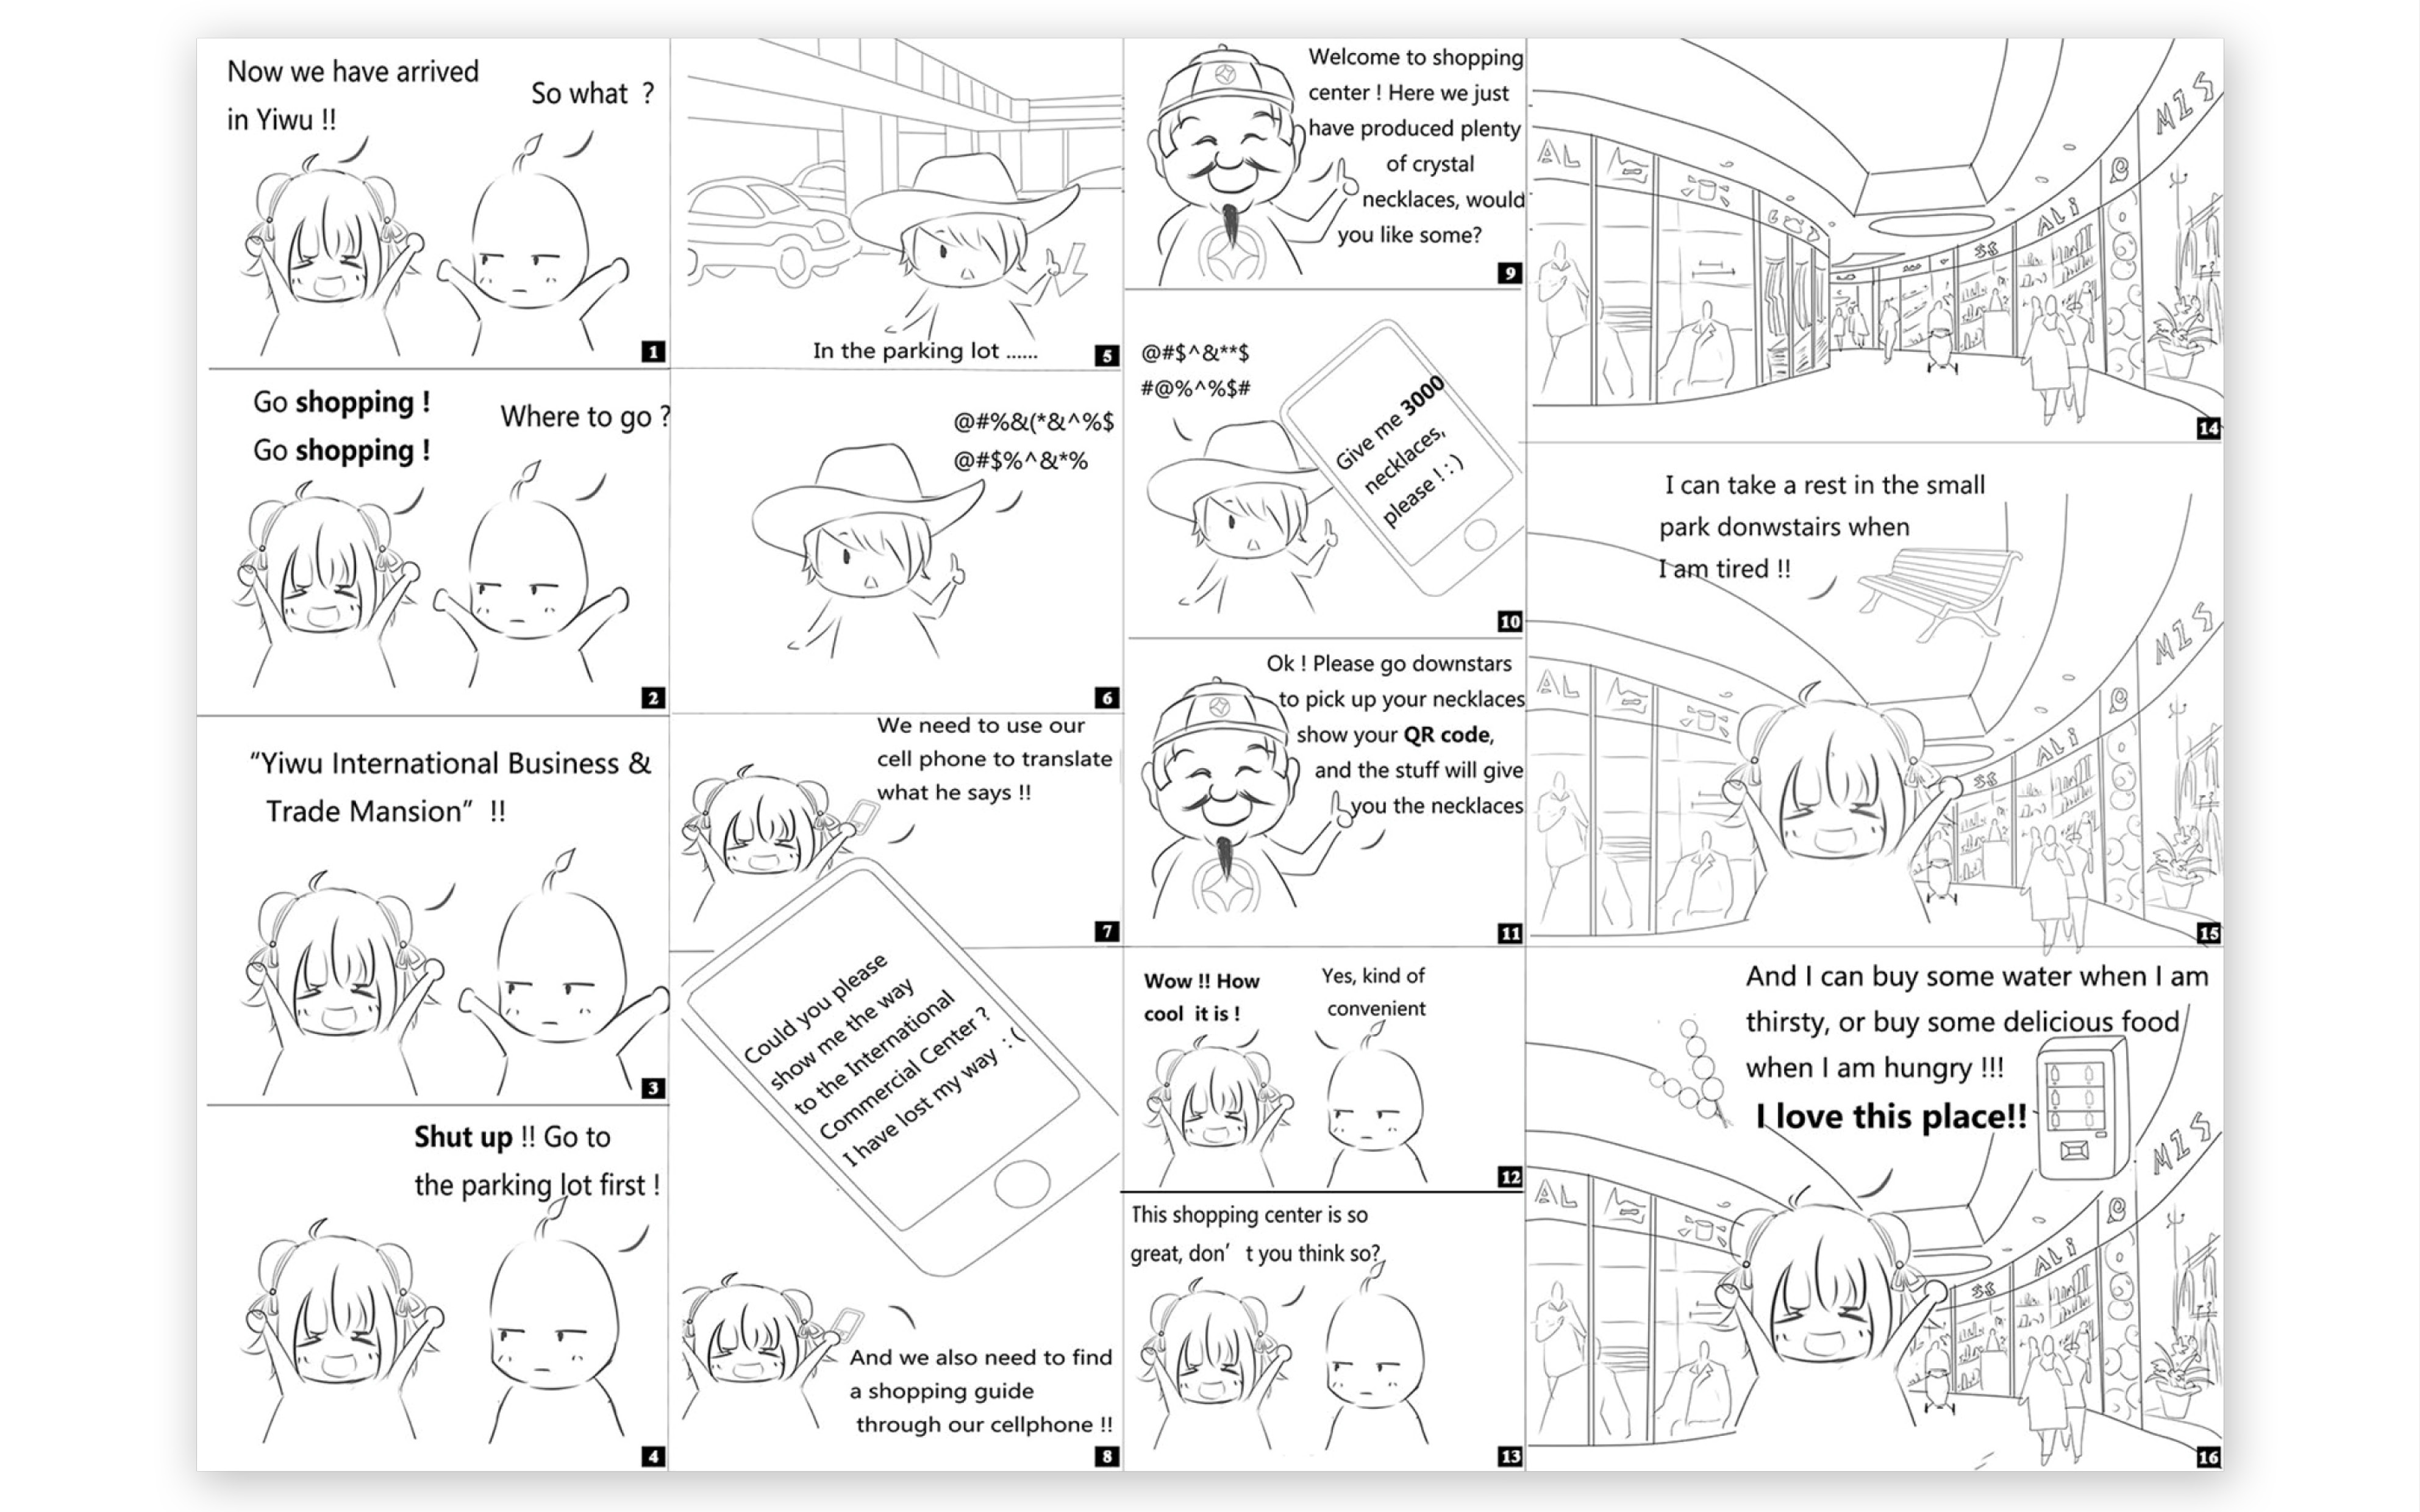 Now we have arrived
in Yiwu !!
So what ?
1
Go shopping !
Go shopping !
Where to go ?
2
“Yiwu International Business &
Trade Mansion” !!
3
Shut up !! Go to
the parking lot first !
4
In the parking lot ......
5
@#%&(*&^%$
@#$%^&*%
6
We need to use our
cell phone to translate
what he says !!
7
Could you please
show me the way
to the International
Commercial Center ?
I have lost my way : (
And we also need to find
a shopping guide
through our cellphone !!
8
Welcome to shopping
center ! Here we just
have produced plenty
of crystal
necklaces, would
you like some?
9
@#$^&**$
#@%^%$#
Give me 3000
necklaces,
please ! : )
10
Ok ! Please go downstars
to pick up your necklaces
show your QR code,
and the stuff will give
you the necklaces
11
Wow !! How
cool it is !
Yes, kind of
convenient
12
This shopping center is so
great, don’ t you think so?
13
AL
$$
ALi
@
MZS
14
I can take a rest in the small
park donwstairs when
I am tired !!
AL
$$
ALi
@
MZS
15
And I can buy some water when I am
thirsty, or buy some delicious food
when I am hungry !!!
I love this place!!
AL
$$
ALi
@
MZS
16